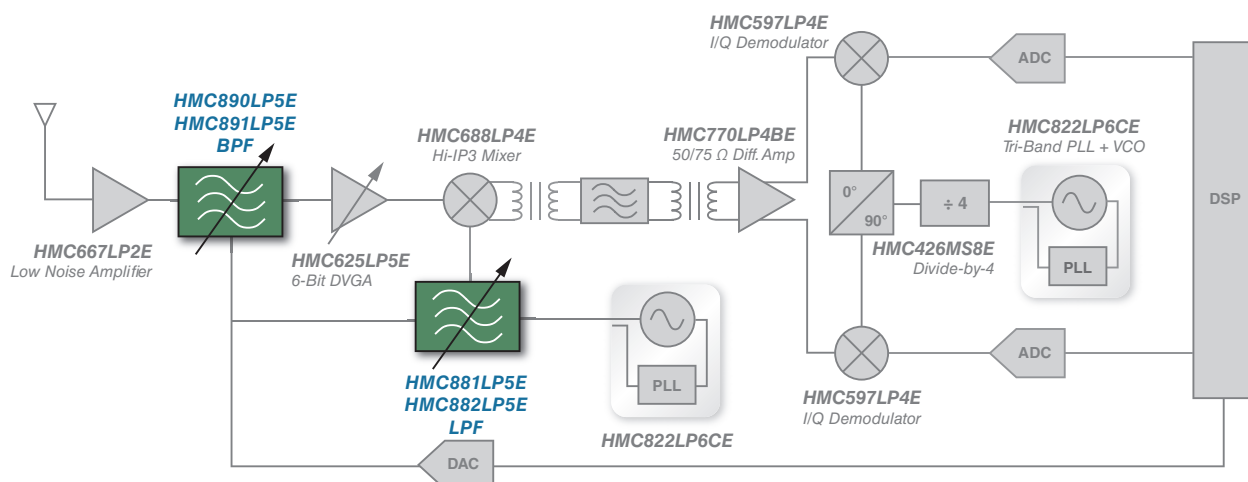 HMC597LP4E
I/Q Demodulator
ADC
HMC890LP5E
HMC891LP5E
BPF
HMC688LP4E
Hi-IP3 Mixer
HMC770LP4BE
50/75 Ω Diff. Amp
HMC822LP6CE
Tri-Band PLL + VCO
0°
90°
÷ 4
PLL
DSP
HMC667LP2E
Low Noise Amplifier
HMC625LP5E
6-Bit DVGA
HMC426MS8E
Divide-by-4
ADC
PLL
HMC881LP5E
HMC882LP5E
LPF
HMC597LP4E
I/Q Demodulator
HMC822LP6CE
DAC